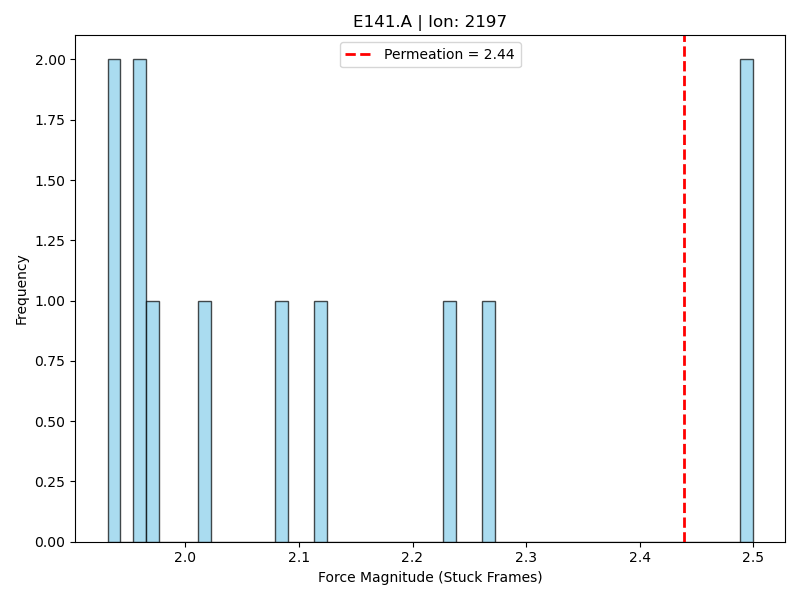 E141.A | Ion: 2197
Permeation = 2.44
2.00
1.75
1.50
1.25
1.00
0.75
0.50
0.25
0.00
Frequency
2.0 2.1 2.2 2.3 2.4 2.5
Force Magnitude (Stuck Frames)